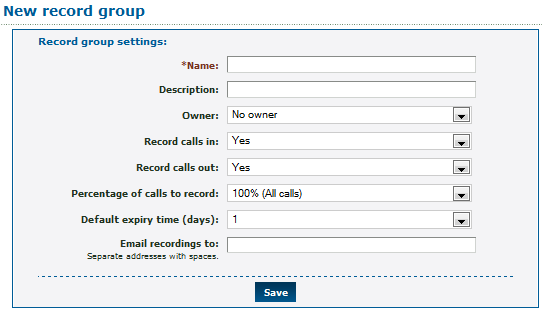 New record group
Record group settings:
*Name:
Description:
Owner: No owner
Record calls in: Yes
Record calls out: Yes
Percentage of calls to record: 100% (All calls)
Default expiry time (days): 1
Email recordings to:
Separate addresses with spaces.
Save